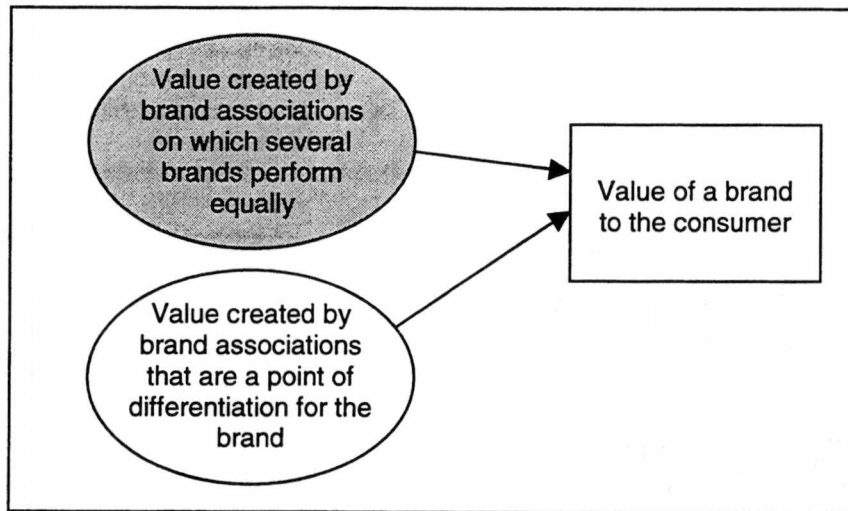 Value created by
brand associations
on which several
brands perform
equally
Value of a brand
to the consumer
Value created by
brand associations
that are a point of
differentiation for the
brand